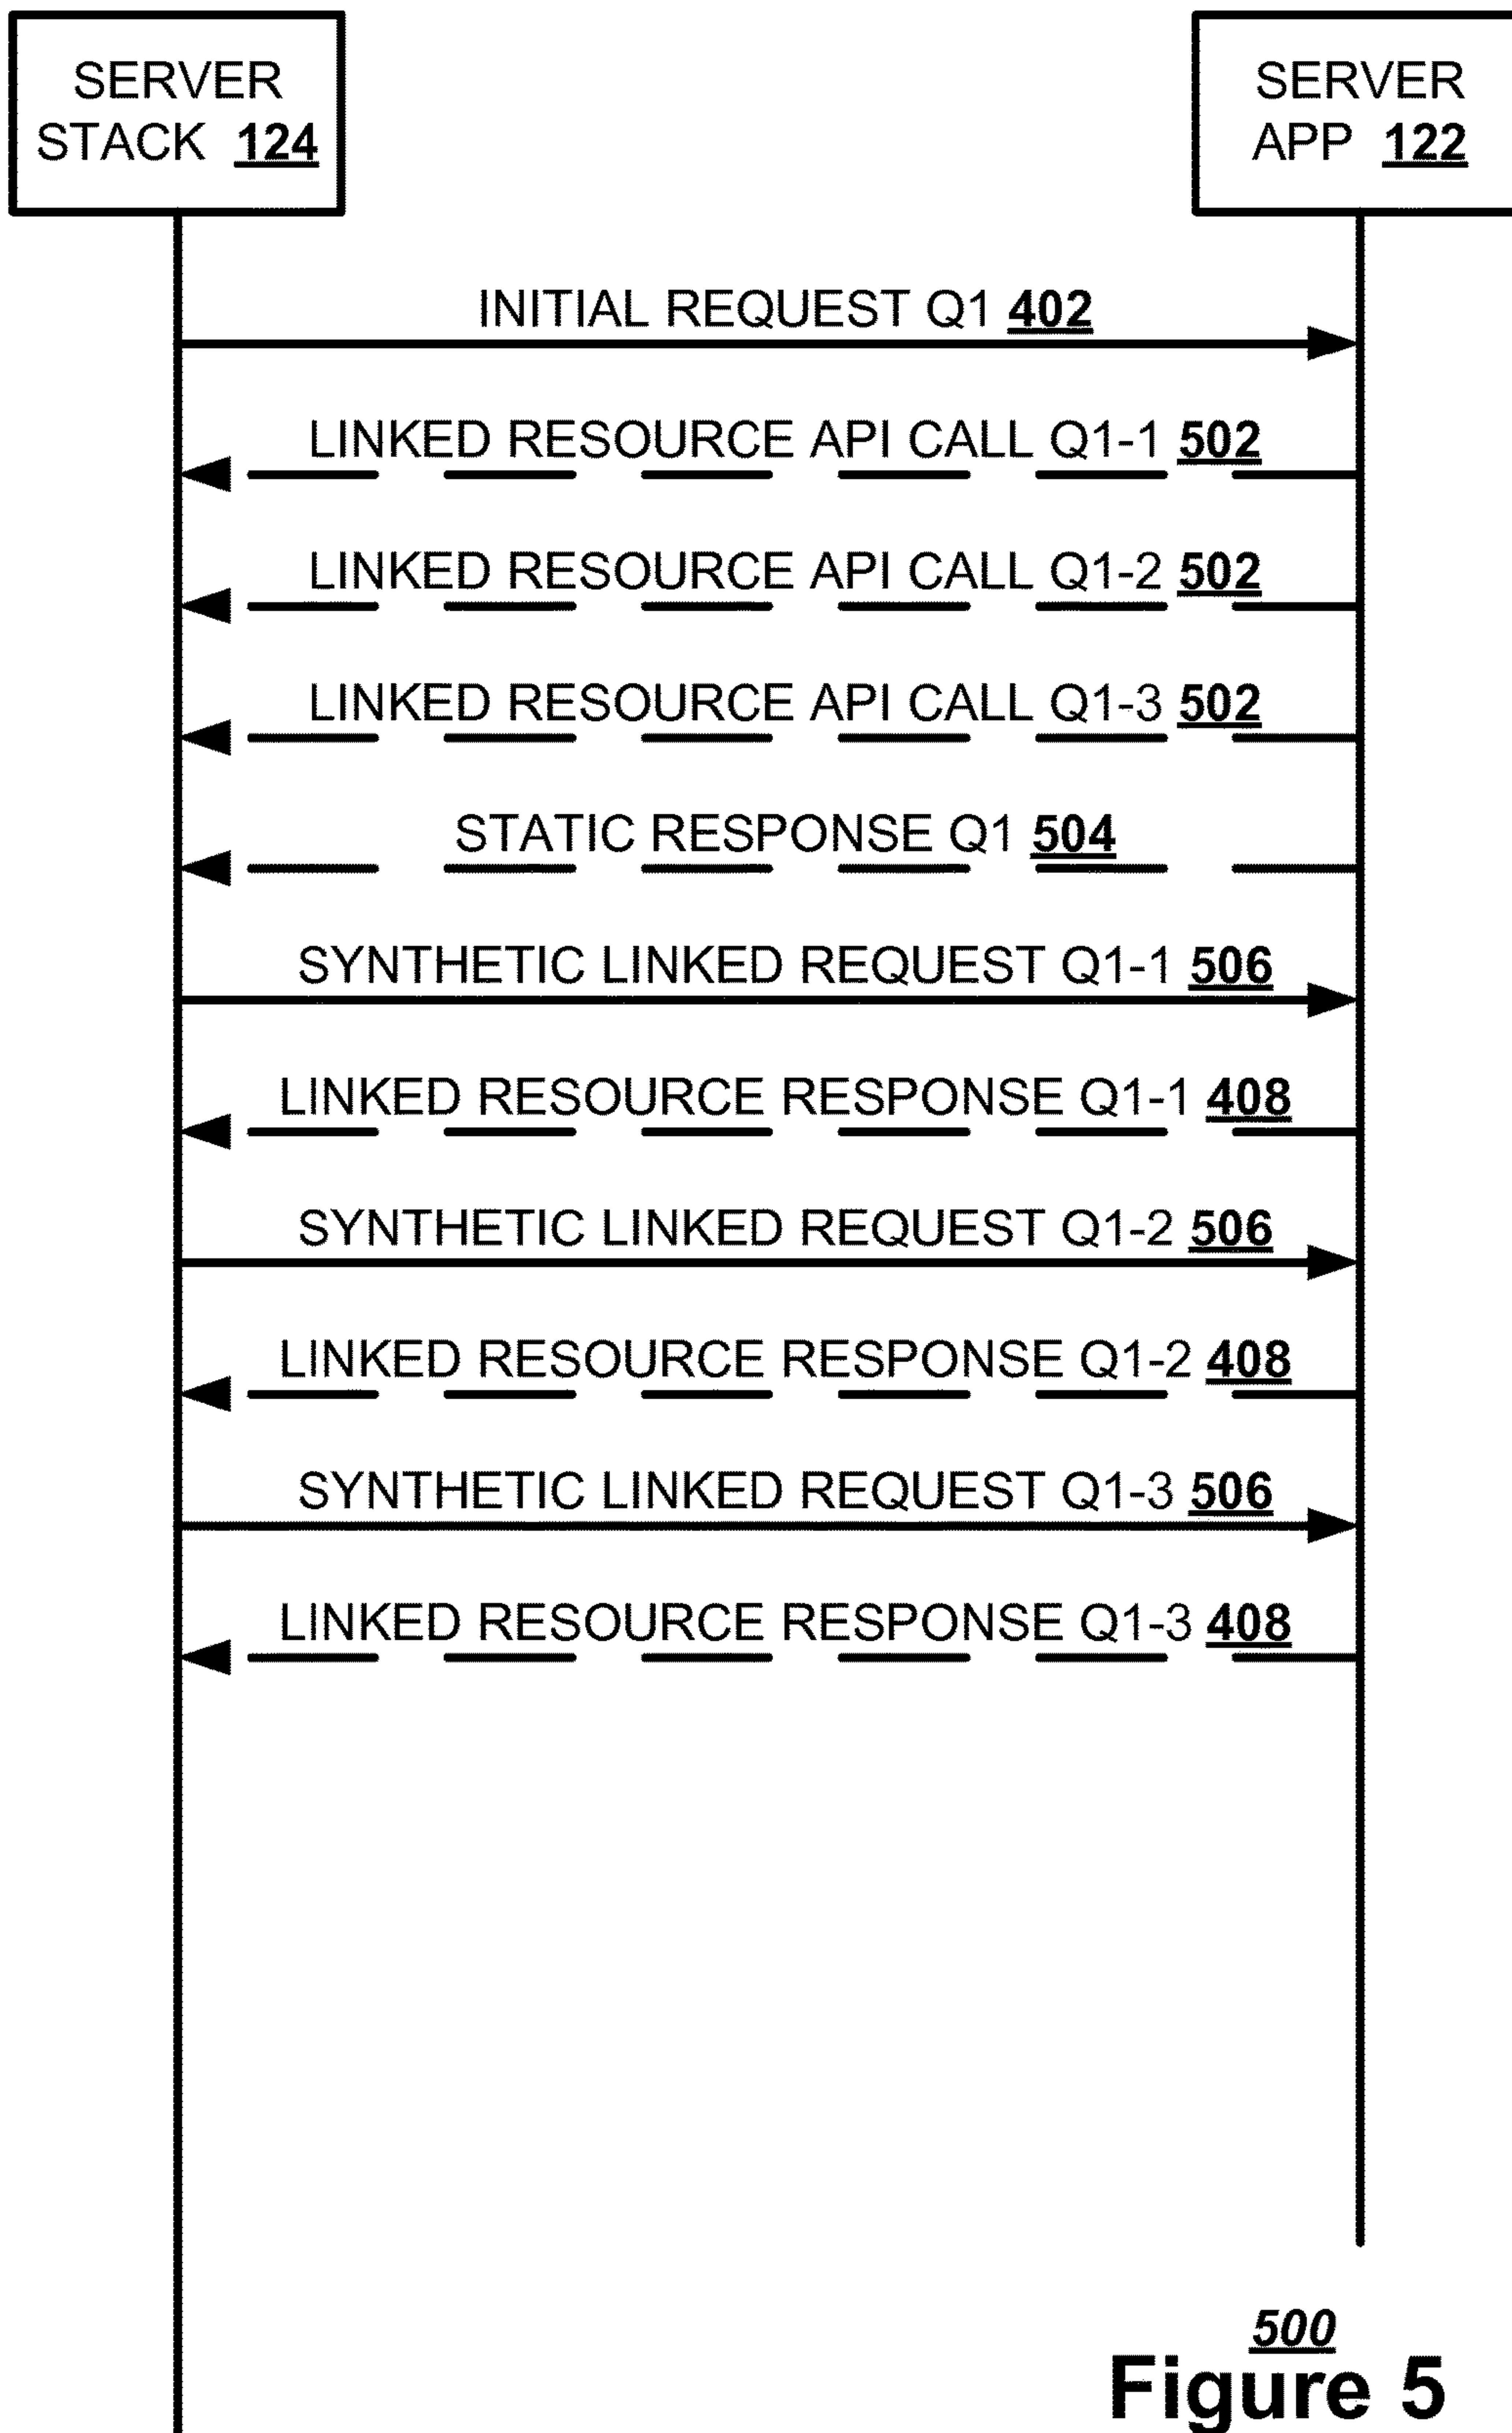 SERVER
STACK 124
SERVER
APP 122
INITIAL REQUEST Q1 402
LINKED RESOURCE API CALL Q1-1 502
LINKED RESOURCE API CALL Q1-2 502
LINKED RESOURCE API CALL Q1-3 502
STATIC RESPONSE Q1 504
SYNTHETIC LINKED REQUEST Q1-1 506
LINKED RESOURCE RESPONSE Q1-1 408
SYNTHETIC LINKED REQUEST Q1-2 506
LINKED RESOURCE RESPONSE Q1-2 408
SYNTHETIC LINKED REQUEST Q1-3 506
LINKED RESOURCE RESPONSE Q1-3 408
500
Figure 5